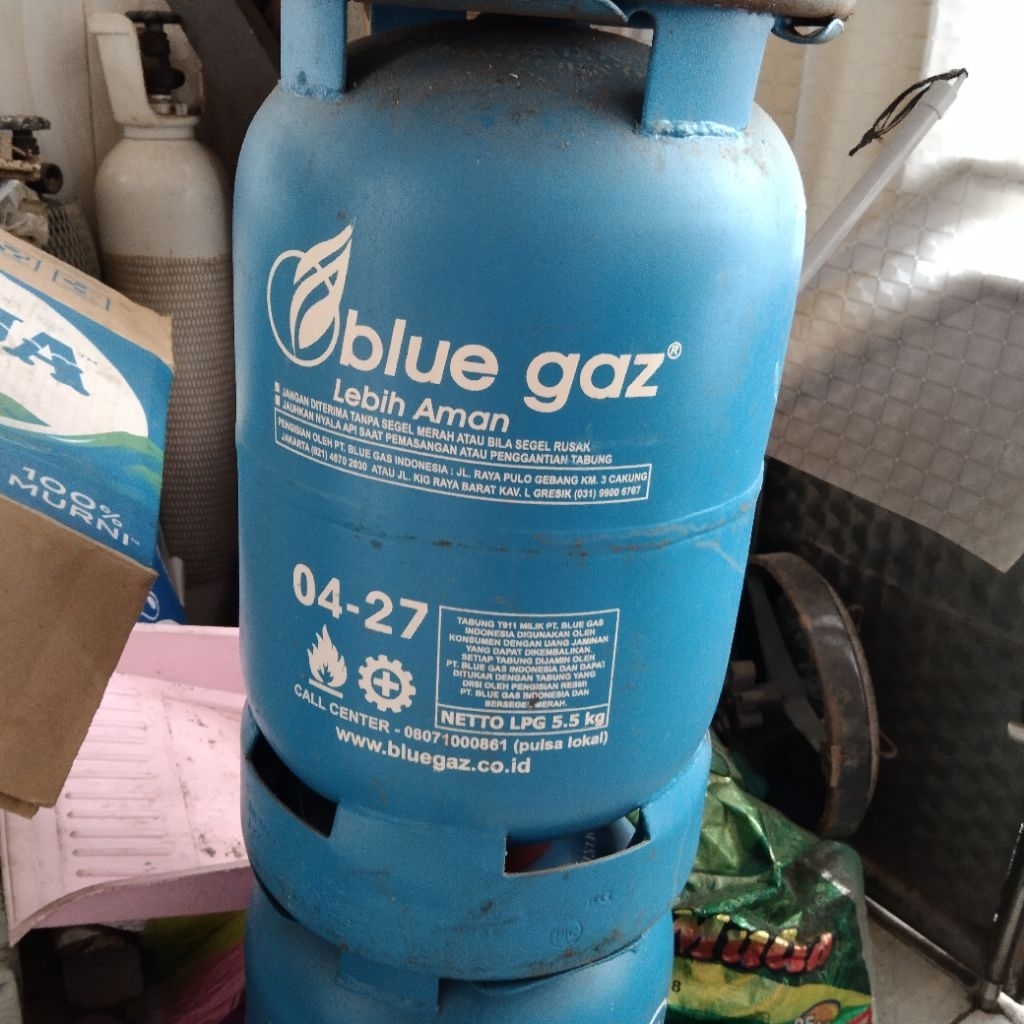 blue gaz®
Lebih Aman
JANGAN DITERIMA TANPA SEGEL MERAH ATAU BILA SEGEL RUSAK
JAUHKAN NYALA API SAAT PEMASANGAN ATAU PENGGANTIAN TABUNG
PENGISIAN OLEH PT. BLUE GAS INDONESIA : JL. RAYA PULO GEBANG KM. 3 CAKUNG
JAKARTA (021) 4870 2030 ATAU JL. KIG RAYA BARAT KAV. L GRESIK (031) 9900 6767
04-27
TABUNG T911 MILIK PT. BLUE GAS
INDONESIA DIGUNAKAN OLEH
KONSUMEN DENGAN UANG JAMINAN
YANG DAPAT DIKEMBALIKAN.
SETIAP TABUNG DIJAMIN OLEH
PT. BLUE GAS INDONESIA DAN DAPAT
DITUKAR DENGAN TABUNG YANG
DIISI OLEH PENGISIAN RESMI
PT. BLUE GAS INDONESIA DAN
BERSEGEL MERAH.
NETTO LPG 5.5 kg
CALL CENTER - 08071000861 (pulsa lokal)
www.bluegaz.co.id
100%
MURNI™